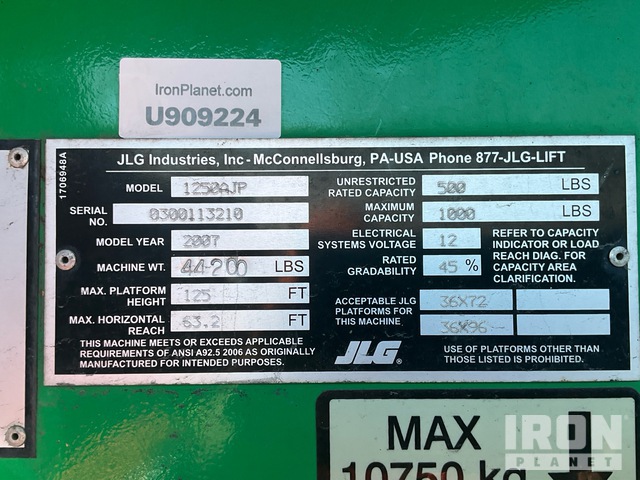 IronPlanet.com
U909224
1706948A
JLG Industries, Inc - McConnellsburg, PA-USA Phone 877-JLG-LIFT
MODEL 1250AJP
SERIAL NO. 0300113210
MODEL YEAR 2007
MACHINE WT. 44200 LBS
MAX. PLATFORM HEIGHT 125 FT
MAX. HORIZONTAL REACH 63.2 FT
THIS MACHINE MEETS OR EXCEEDS APPLICABLE
REQUIREMENTS OF ANSI A92.5 2006 AS ORIGINALLY
MANUFACTURED FOR INTENDED PURPOSES.
UNRESTRICTED RATED CAPACITY 500 LBS
MAXIMUM CAPACITY 1000 LBS
ELECTRICAL SYSTEMS VOLTAGE 12
RATED GRADABILITY 45 %
REFER TO CAPACITY
INDICATOR OR LOAD
REACH DIAG. FOR
CAPACITY AREA
CLARIFICATION.
ACCEPTABLE JLG
PLATFORMS FOR
THIS MACHINE
36X72
36X96
JLG®
USE OF PLATFORMS OTHER THAN
THOSE LISTED IS PROHIBITED.
MAX
10750 kg
IRON
PLANET